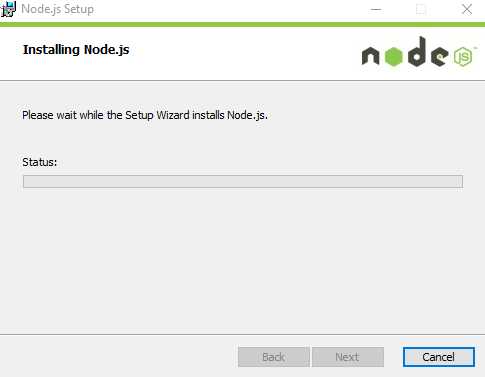 Node.js Setup
Installing Node.js
node
JS
Please wait while the Setup Wizard installs Node.js.
Status:
Back
Next
Cancel